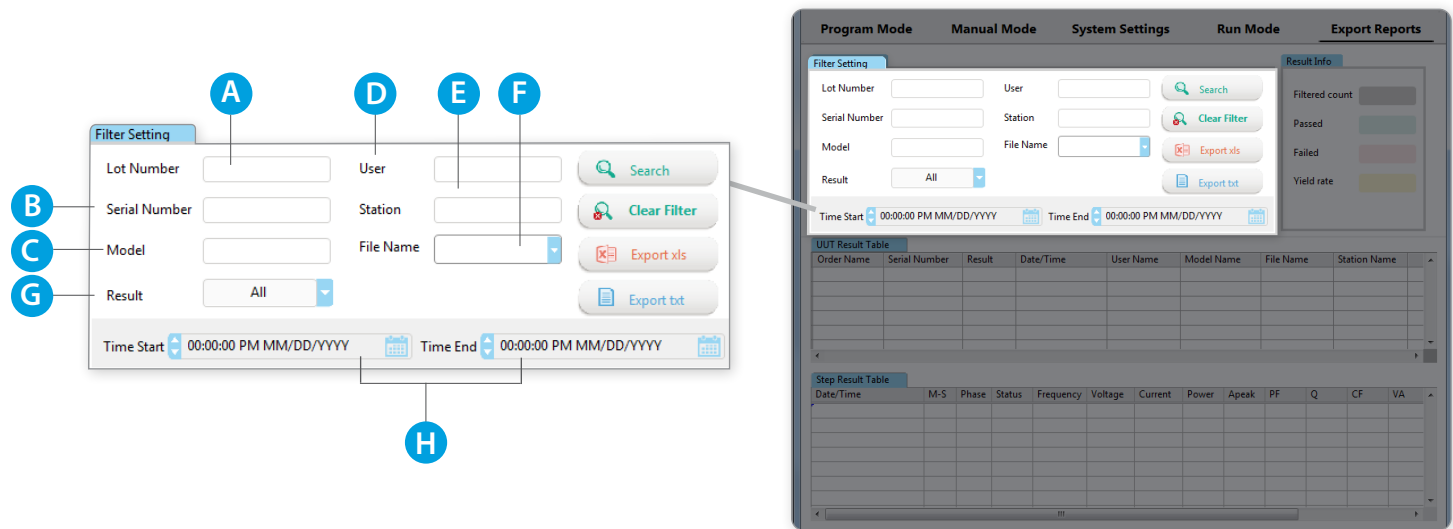 A
D
E
F
Filter Setting
Lot Number
User
Search
B
Serial Number
Station
Clear Filter
C
Model
File Name
Export xls
G
Result
All
Export txt
Time Start 00:00:00 PM MM/DD/YYYY
Time End 00:00:00 PM MM/DD/YYYY
H
Program Mode Manual Mode System Settings Run Mode Export Reports
Filter Setting
Lot Number User Search
Serial Number Station Clear Filter
Model File Name Export xls
Result All Export txt
Time Start 00:00:00 PM MM/DD/YYYY Time End 00:00:00 PM MM/DD/YYYY
Result Info
Filtered count
Passed
Failed
Yield rate
UUT Result Table
Order Name Serial Number Result Date/Time User Name Model Name File Name Station Name
Step Result Table
Date/Time M-S Phase Status Frequency Voltage Current Power Apeak PF Q CF VA